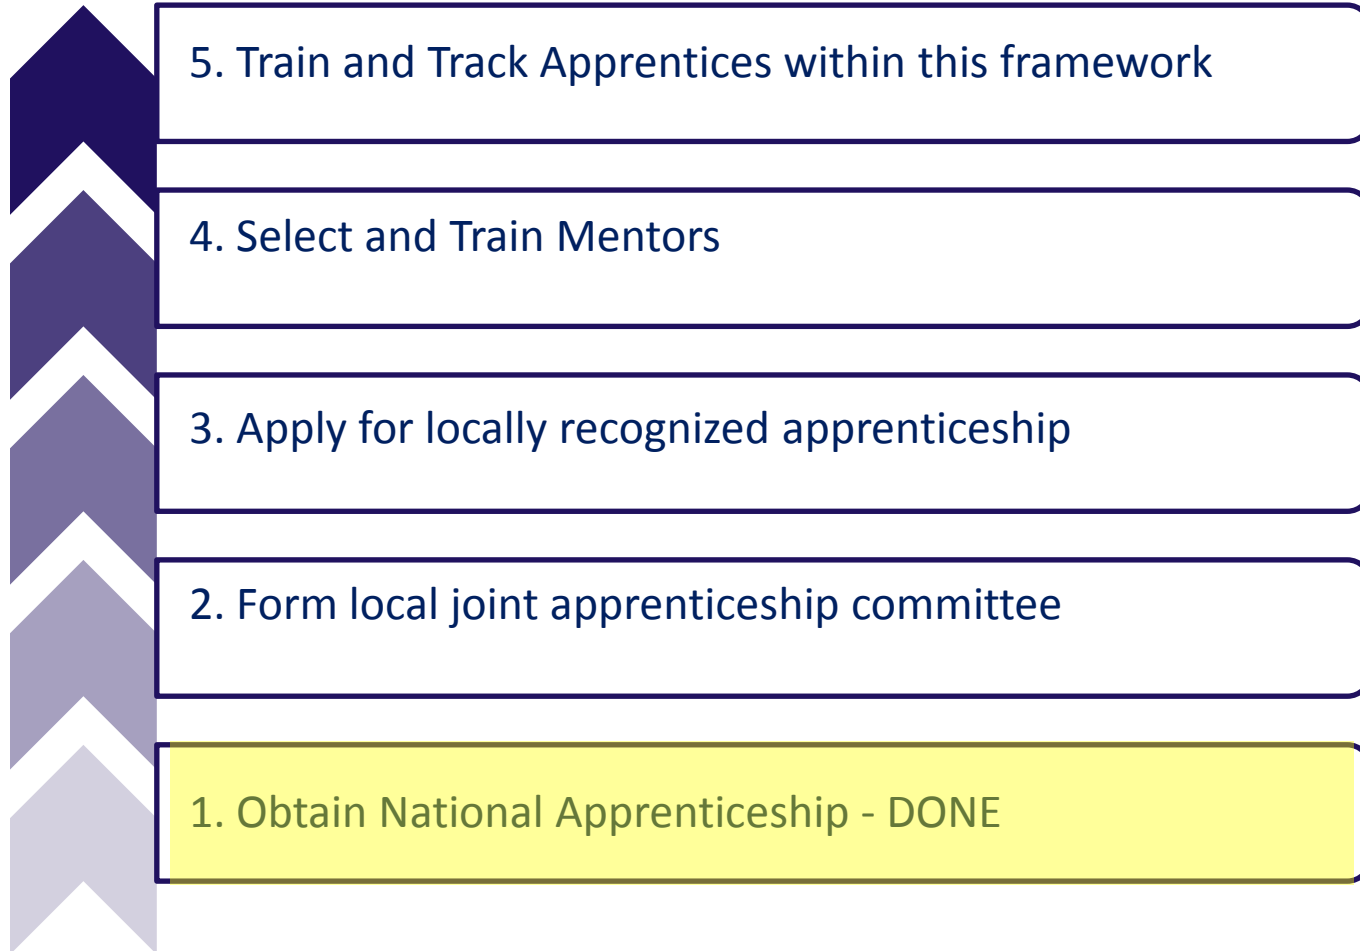 5. Train and Track Apprentices within this framework
4. Select and Train Mentors
3. Apply for locally recognized apprenticeship
2. Form local joint apprenticeship committee
1. Obtain National Apprenticeship - DONE